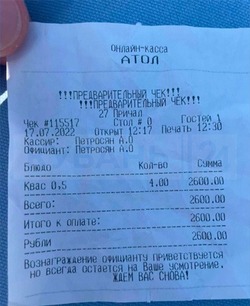 ОНЛАЙН-КАССА
АТОЛ
!!!ПРЕДВАРИТЕЛЬНЫЙ ЧЕК!!!
!!!ПРЕДВАРИТЕЛЬНЫЙ ЧЕК!!!
27 Причал
Чек #115517 Стол # 0 Гостей 1
17.07.2022 Открыт 12:17 Печать 12:30
Кассир: Петросян А.О
Официант: Петросян А.О
Блюдо Кол-во Сумма
Квас 0,5 4.00 2600.00
Всего: 2600.00
Итого к оплате: 2600.00
Рубли 2600.00
Вознаграждение официанту приветствуется
но всегда остается на Ваше усмотрение.
ЖДЕМ ВАС СНОВА!